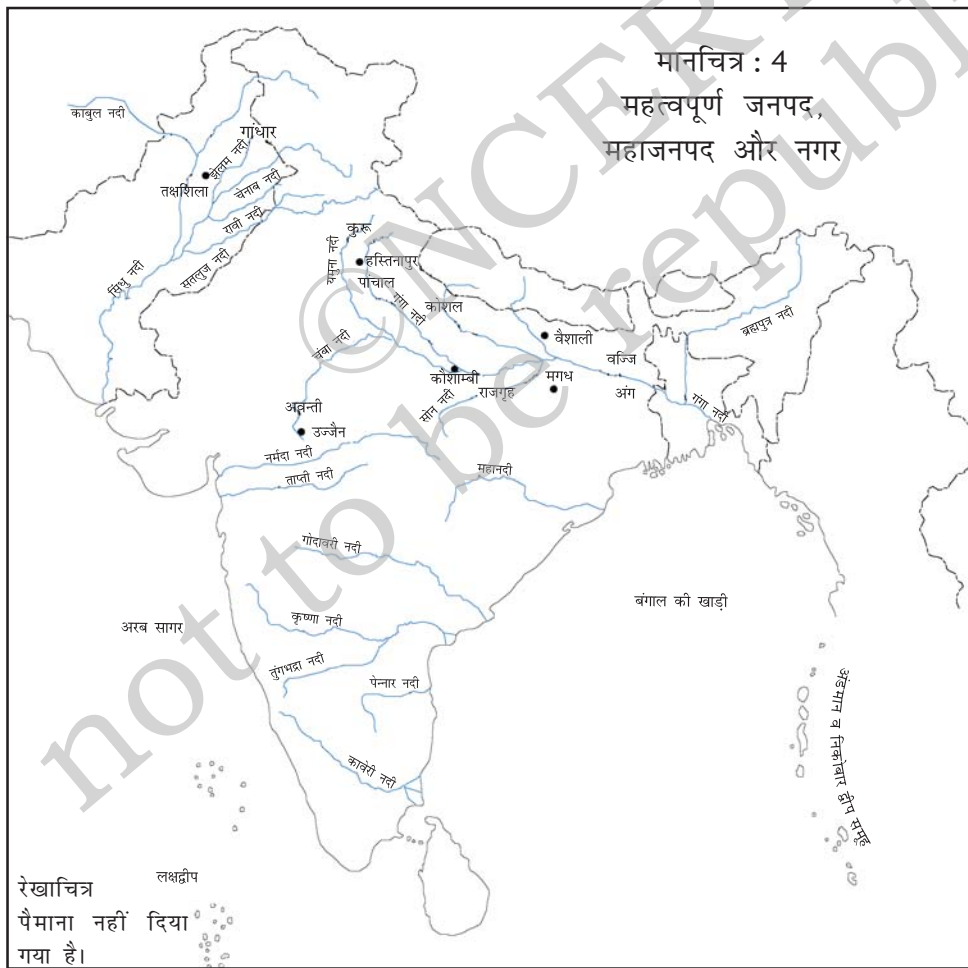 मानचित्र : 4
महत्वपूर्ण जनपद,
महाजनपद और नगर
काबुल नदी
गांधार
झेलम नदी
तक्षशिला
चेनाब नदी
रावी नदी
सतलुज नदी
सिंधु नदी
कुरू
यमुना नदी
हस्तिनापुर
पांचाल
गंगा नदी
कोशल
ब्रह्मपुत्र नदी
चंबा नदी
वैशाली
वज्जि
कौशाम्बी
मगध
राजगृह
अंग
सोन नदी
गंगा नदी
अवन्ती
उज्जैन
नर्मदा नदी
ताप्ती नदी
महानदी
गोदावरी नदी
बंगाल की खाड़ी
कृष्णा नदी
अरब सागर
तुंगभद्रा नदी
पेन्नार नदी
अंडमान व निकोबार द्वीप समूह
कावेरी नदी
लक्षद्वीप
रेखाचित्र
पैमाना नहीं दिया
गया है।
©NCERT
not to be republ